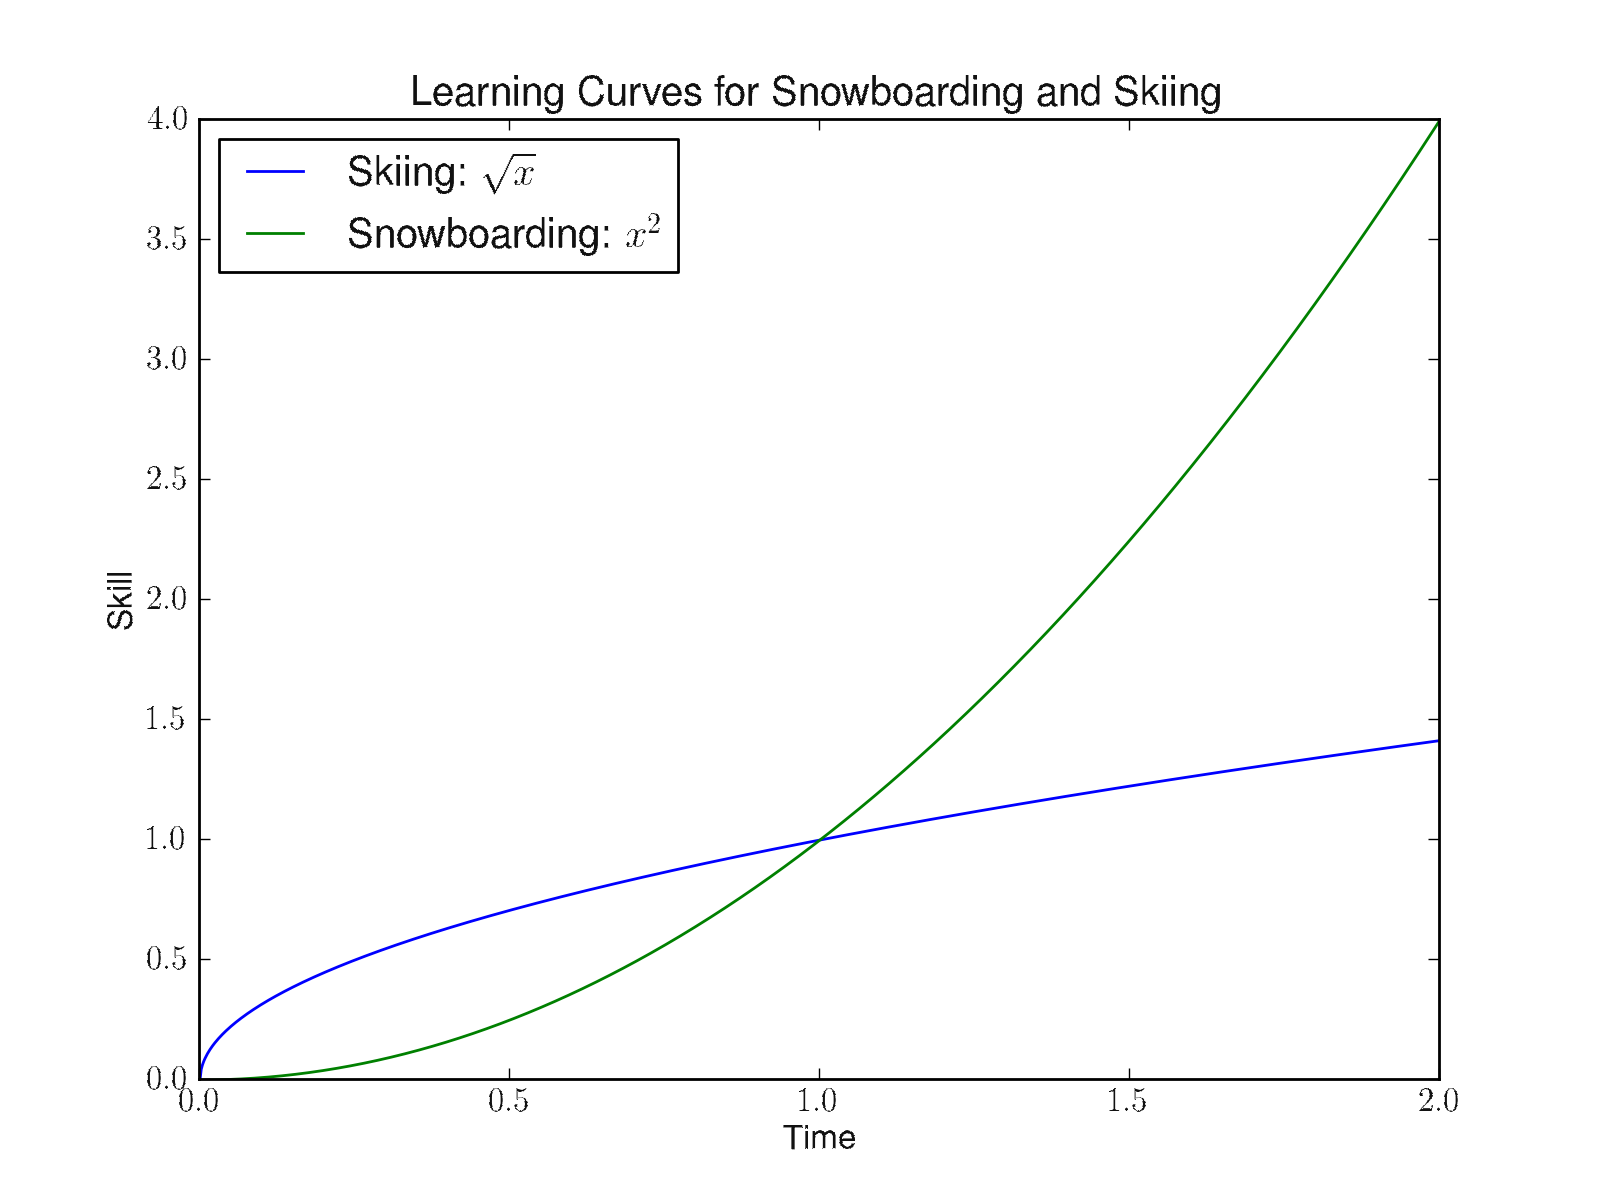 Learning Curves for Snowboarding and Skiing
Skiing: √x
Snowboarding: x²
4.0
3.5
3.0
2.5
2.0
1.5
1.0
0.5
0.0
Skill
0.0 0.5 1.0 1.5 2.0
Time